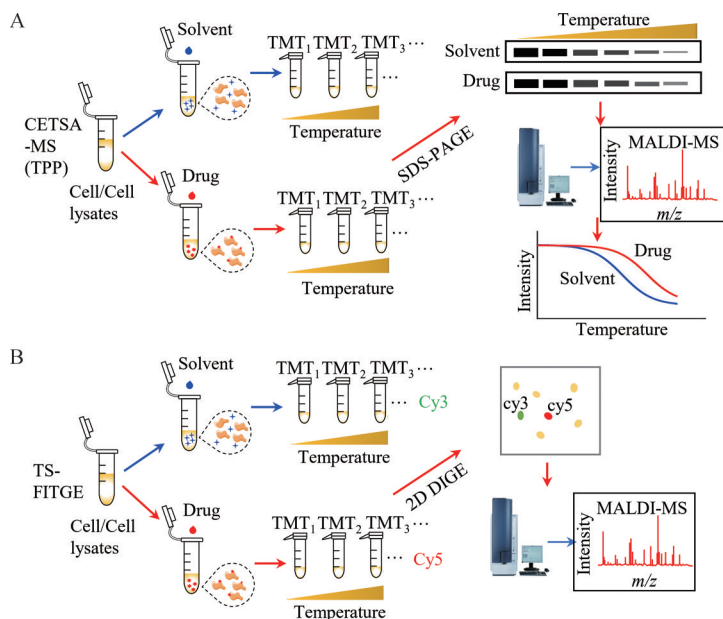 A
Solvent
TMT1 TMT2 TMT3 ···
···
Temperature
CETSA
-MS
(TPP)
Cell/Cell
lysates
Drug
TMT1 TMT2 TMT3 ···
···
Temperature
SDS-PAGE
Temperature
Solvent
Drug
MALDI-MS
Intensity
m/z
Drug
Solvent
Intensity
Temperature
B
Solvent
TMT1 TMT2 TMT3 ···
··· Cy3
Temperature
TS-
FITGE
Cell/Cell
lysates
Drug
TMT1 TMT2 TMT3 ···
··· Cy5
Temperature
2D DIGE
cy3 cy5
MALDI-MS
Intensity
m/z